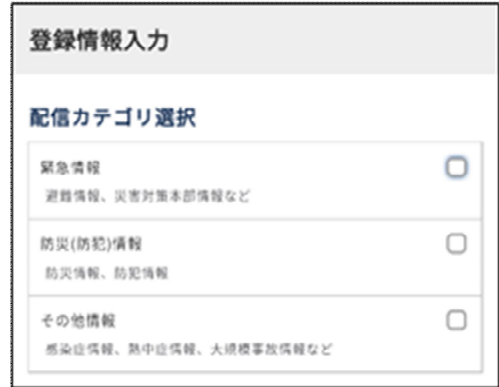 登録情報入力
配信カテゴリ選択
緊急情報
避難情報、災害対策本部情報など
防災(防犯)情報
防災情報、防犯情報
その他情報
感染症情報、熱中症情報、大規模事故情報など